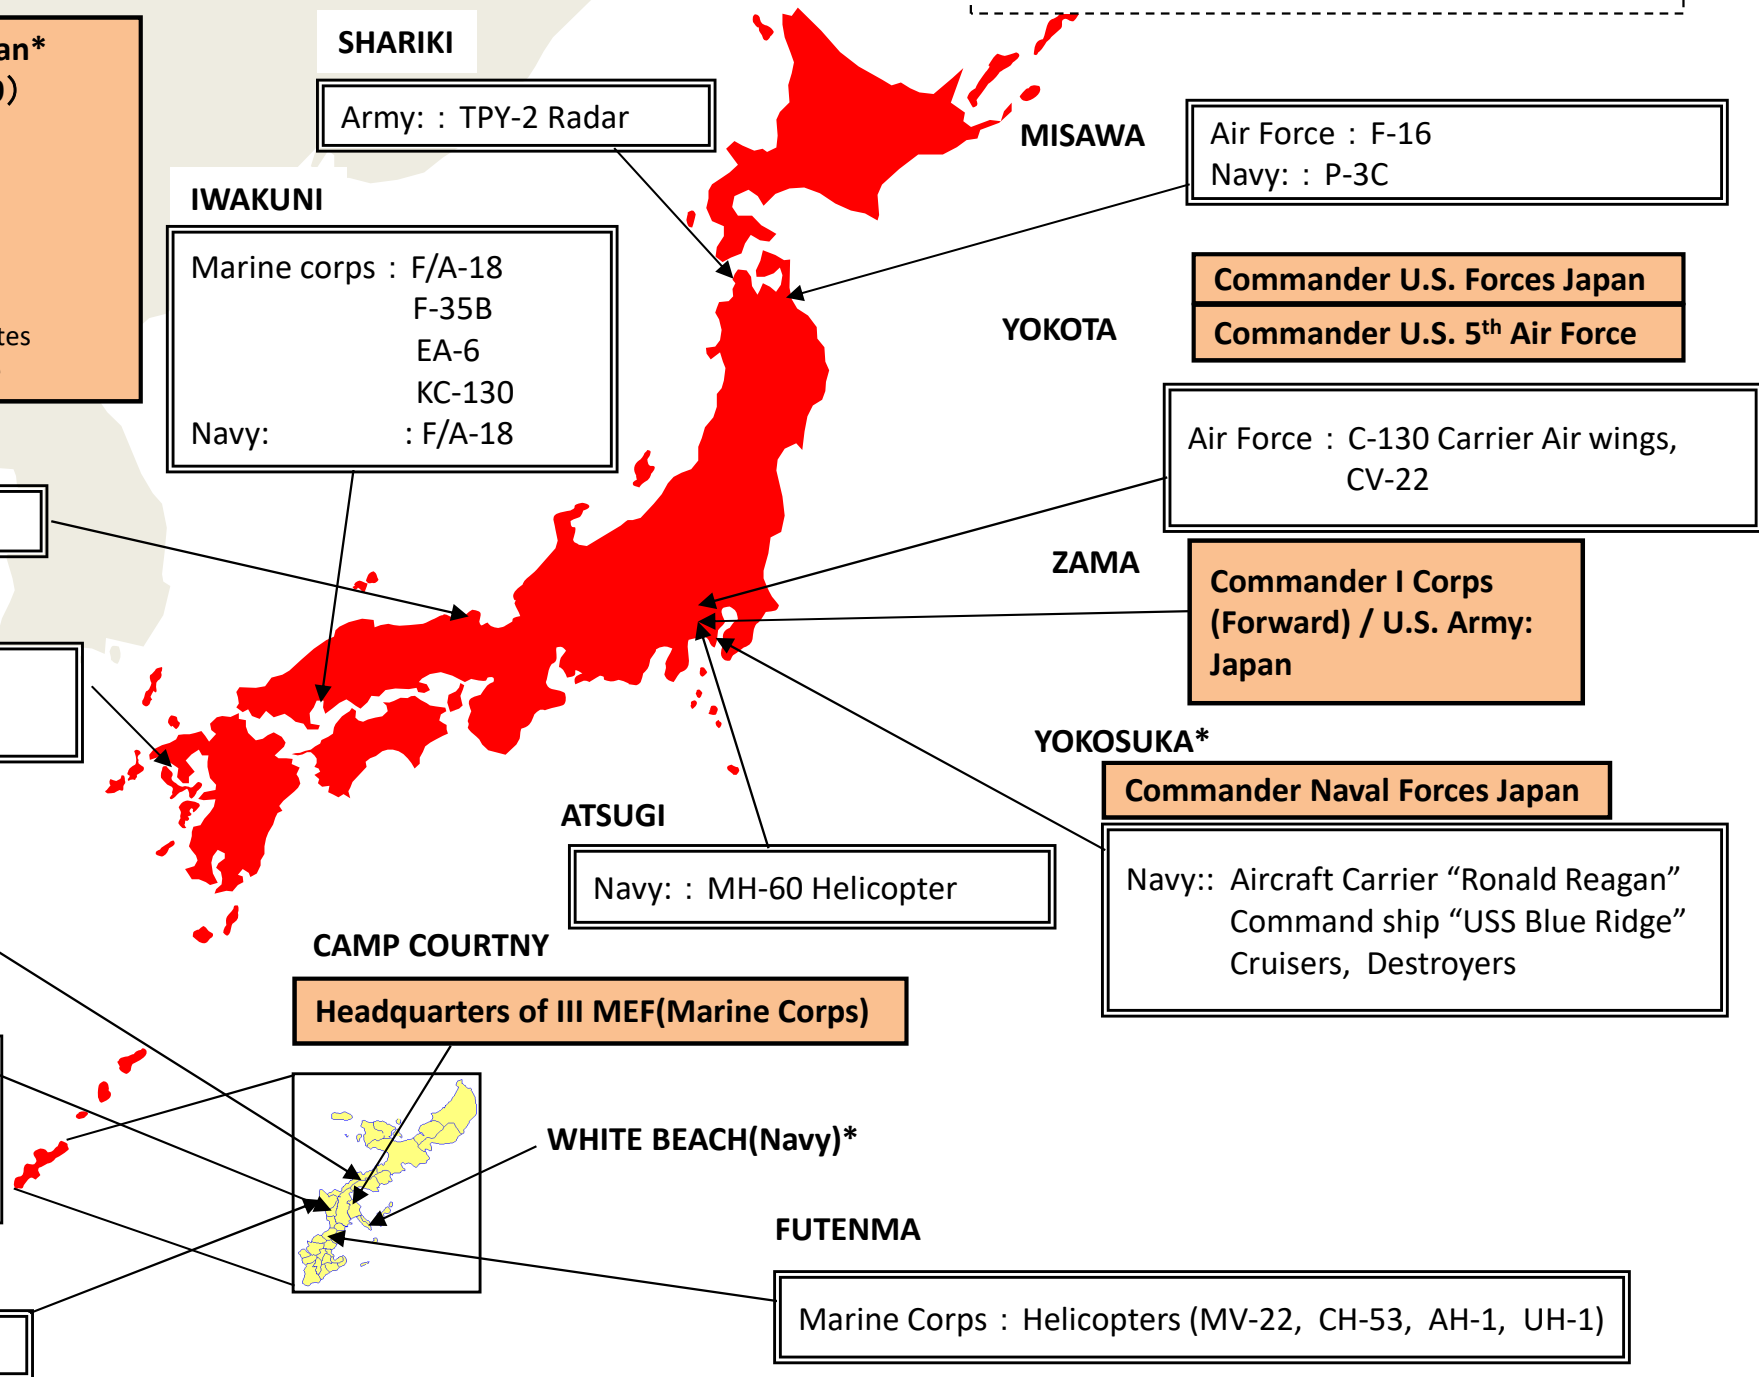 an*
)
tes
SHARIKI
Army: : TPY-2 Radar
IWAKUNI
Marine corps : F/A-18
F-35B
EA-6
KC-130
Navy: : F/A-18
MISAWA
Air Force : F-16
Navy: : P-3C
YOKOTA
Commander U.S. Forces Japan
Commander U.S. 5th Air Force
Air Force : C-130 Carrier Air wings,
CV-22
ZAMA
Commander I Corps
(Forward) / U.S. Army:
Japan
YOKOSUKA*
Commander Naval Forces Japan
Navy:: Aircraft Carrier “Ronald Reagan”
Command ship “USS Blue Ridge”
Cruisers, Destroyers
ATSUGI
Navy: : MH-60 Helicopter
CAMP COURTNY
Headquarters of III MEF(Marine Corps)
WHITE BEACH(Navy)*
FUTENMA
Marine Corps : Helicopters (MV-22, CH-53, AH-1, UH-1)